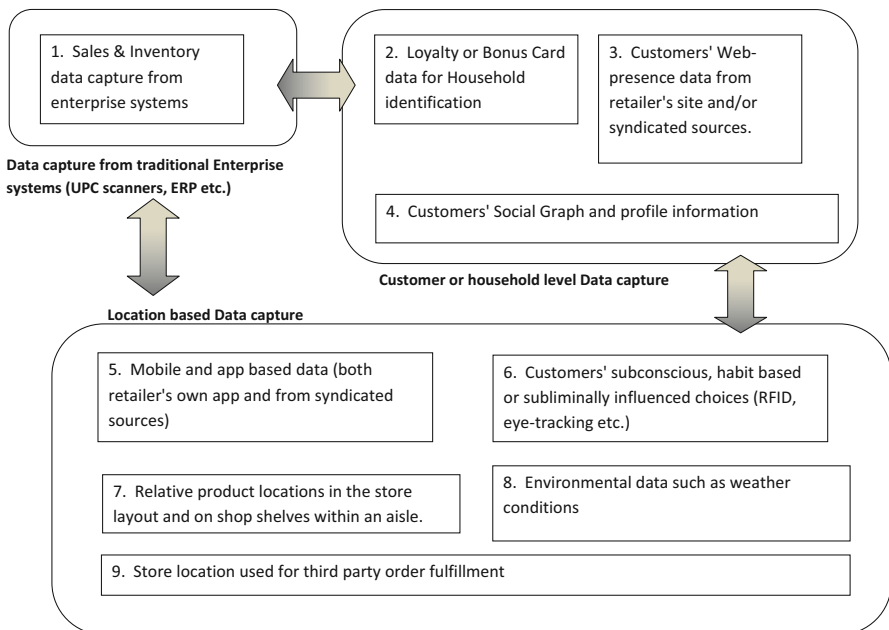 1. Sales & Inventory
data capture from
enterprise systems
2. Loyalty or Bonus Card
data for Household
identification
3. Customers' Web-
presence data from
retailer's site and/or
syndicated sources.
Data capture from traditional Enterprise
systems (UPC scanners, ERP etc.)
4. Customers' Social Graph and profile information
Customer or household level Data capture
Location based Data capture
5. Mobile and app based data (both
retailer's own app and from syndicated
sources)
6. Customers' subconscious, habit based
or subliminally influenced choices (RFID,
eye-tracking etc.)
7. Relative product locations in the store
layout and on shop shelves within an aisle.
8. Environmental data such as weather
conditions
9. Store location used for third party order fulfillment